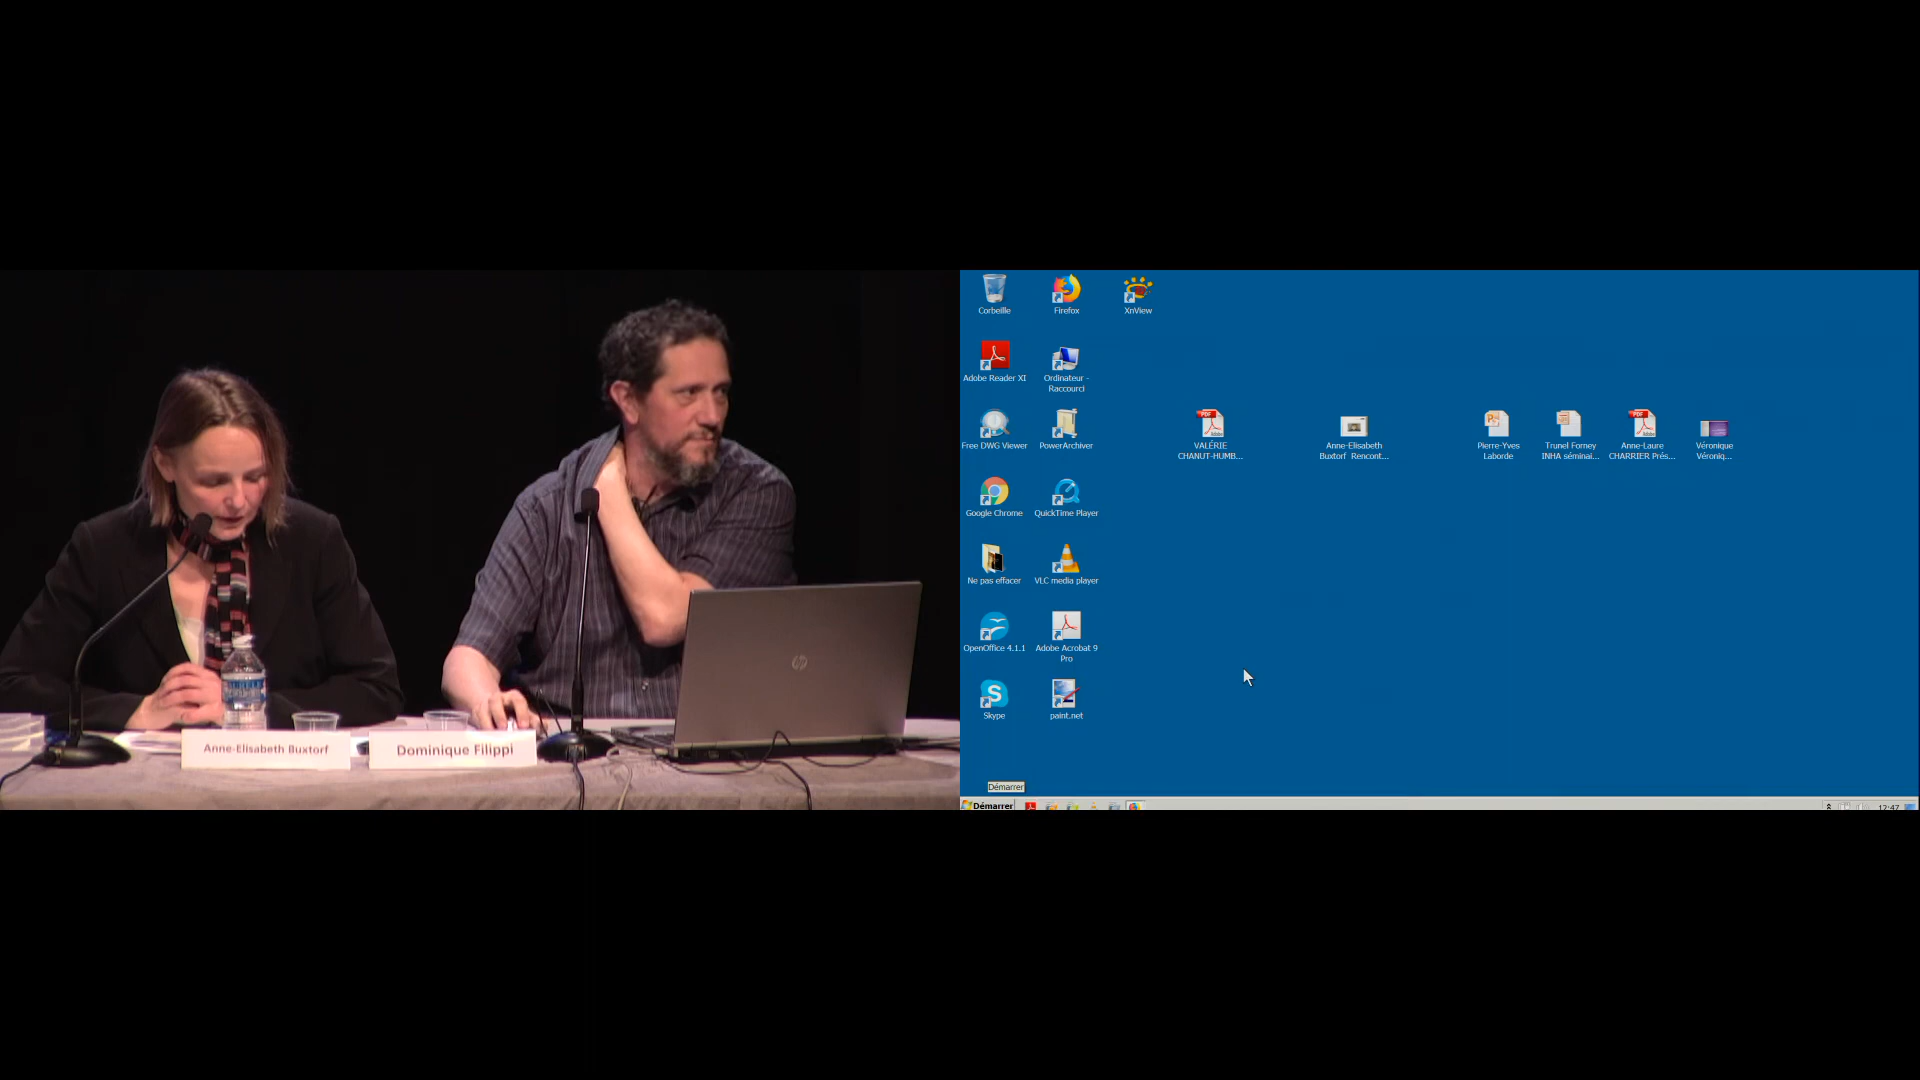 Anne-Elisabeth Buxtorf
Dominique Filippi
hp
Corbeille
Firefox
XnView
Adobe Reader XI
Ordinateur -
Raccourci
Free DWG Viewer
PowerArchiver
VALÉRIE
CHANUT-HUMB...
Anne-Elisabeth
Buxtorf Rencont...
Pierre-Yves
Laborde
Trunel Forney
INHA séminai...
Anne-Laure
CHARRIER Prés...
Véronique
Véroniq...
Google Chrome
QuickTime Player
Ne pas effacer
VLC media player
OpenOffice 4.1.1
Adobe Acrobat 9
Pro
Skype
paint.net
Démarrer
Démarrer
12:47